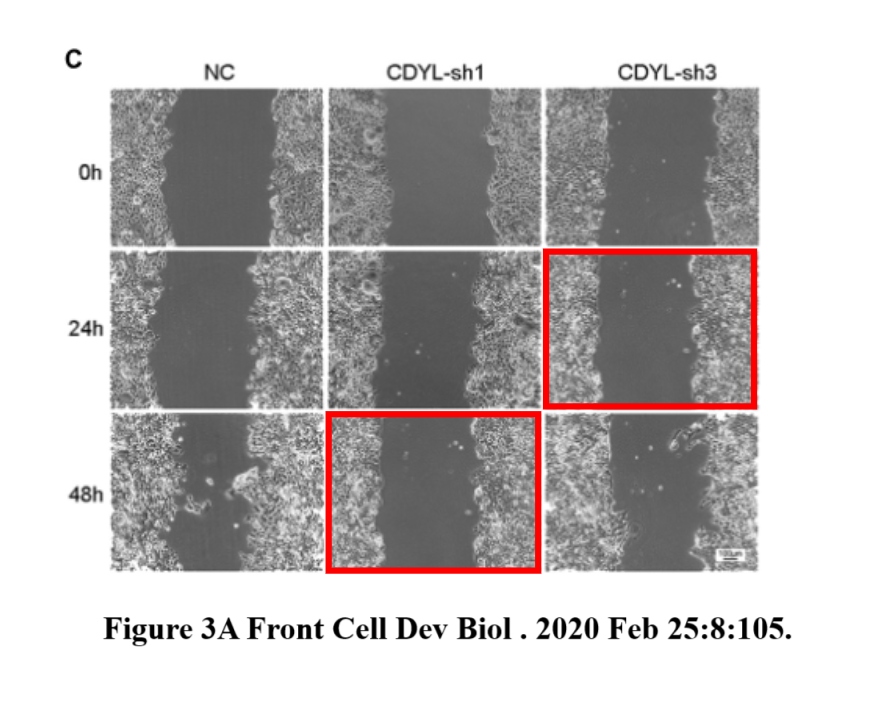 C
NC CDYL-sh1 CDYL-sh3
0h
24h
48h
Figure 3A Front Cell Dev Biol . 2020 Feb 25:8:105.